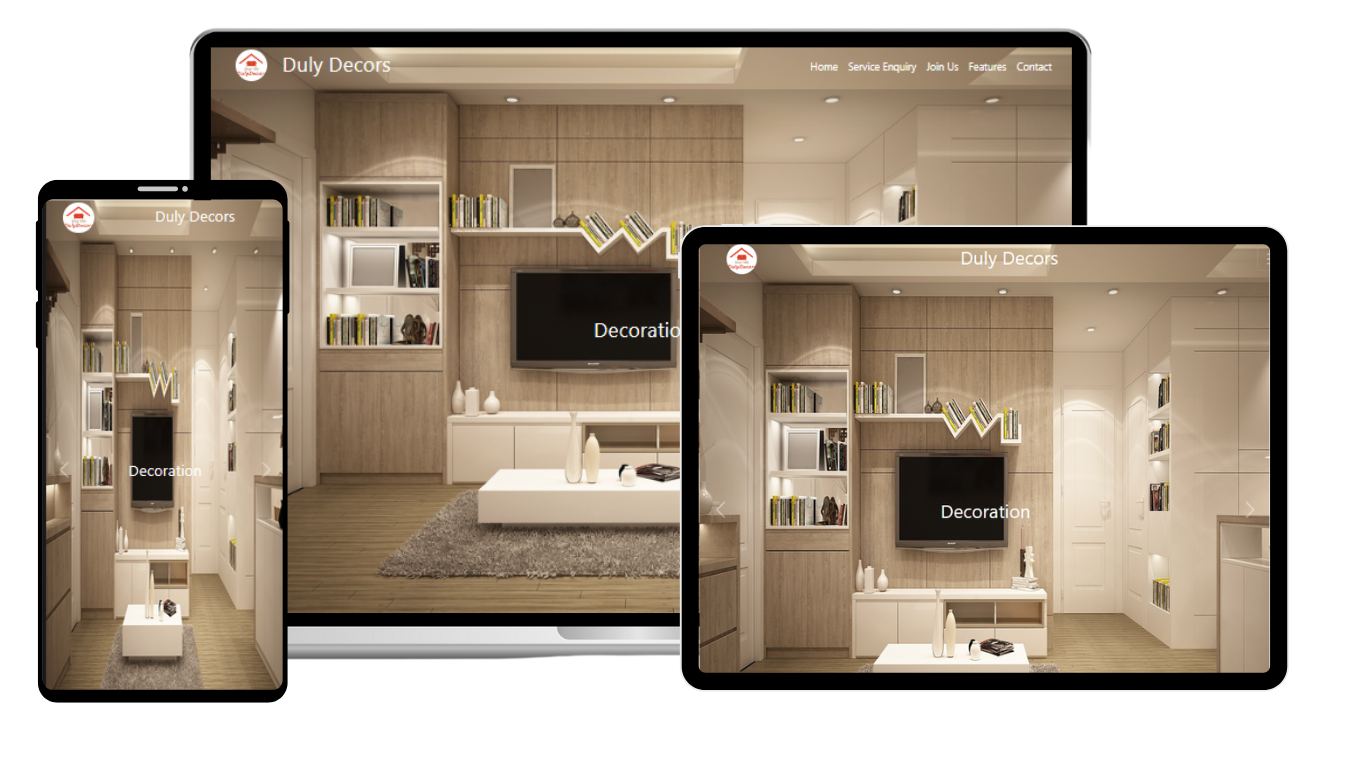 Duly Decors
Home Service Enquiry Join Us Features Contact
Decoratio
Duly Decors
Decoration
Duly Decors
Decoration